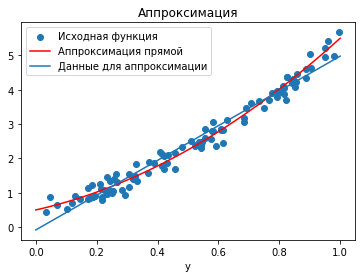 Аппроксимация
Исходная функция
Аппроксимация прямой
Данные для аппроксимации
5
4
3
2
1
0
0.0 0.2 0.4 0.6 0.8 1.0
y